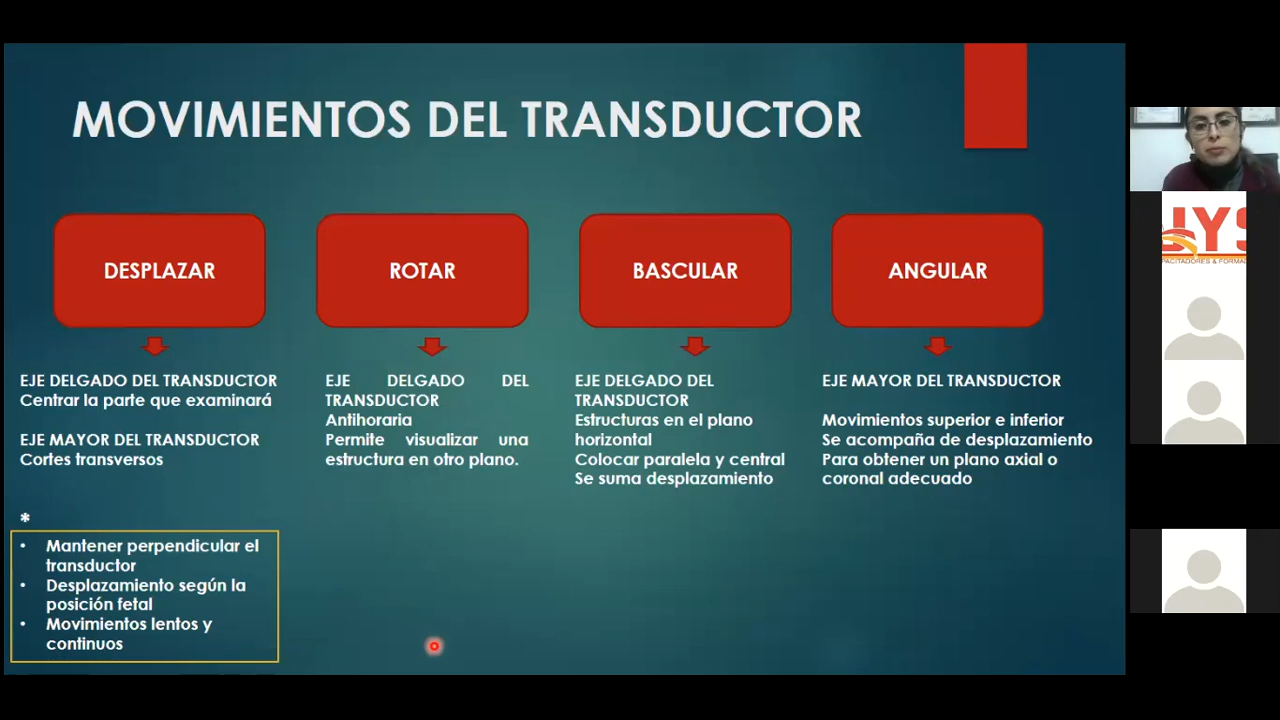 MOVIMIENTOS DEL TRANSDUCTOR
DESPLAZAR
ROTAR
BASCULAR
ANGULAR
EJE DELGADO DEL TRANSDUCTOR
Centrar la parte que examinará
EJE MAYOR DEL TRANSDUCTOR
Cortes transversos
EJE DELGADO DEL
TRANSDUCTOR
Antihoraria
Permite visualizar una
estructura en otro plano.
EJE DELGADO DEL
TRANSDUCTOR
Estructuras en el plano
horizontal
Colocar paralela y central
Se suma desplazamiento
EJE MAYOR DEL TRANSDUCTOR
Movimientos superior e inferior
Se acompaña de desplazamiento
Para obtener un plano axial o
coronal adecuado
*
• Mantener perpendicular el
transductor
• Desplazamiento según la
posición fetal
• Movimientos lentos y
continuos